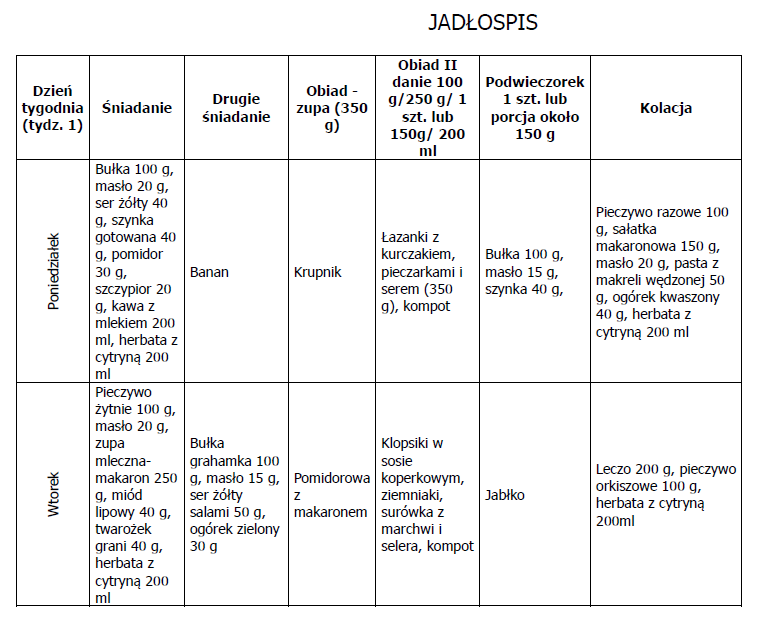 JADŁOSPIS
Dzień
tygodnia
(tydz. 1)
Śniadanie
Drugie
śniadanie
Obiad -
zupa (350
g)
Obiad II
danie 100
g/250 g/ 1
szt. lub
150g/ 200
ml
Podwieczorek
1 szt. lub
porcja około
150 g
Kolacja
Poniedziałek
Bułka 100 g,
masło 20 g,
ser żółty 40
g, szynka
gotowana 40
g, pomidor
30 g,
szczypior 20
g, kawa z
mlekiem 200
ml, herbata z
cytryną 200
ml
Banan
Krupnik
Łazanki z
kurczakiem,
pieczarkami i
serem (350
g), kompot
Bułka 100 g,
masło 15 g,
szynka 40 g,
Pieczywo razowe 100
g, sałatka
makaronowa 150 g,
masło 20 g, pasta z
makreli wędzonej 50
g, ogórek kwaszony
40 g, herbata z
cytryną 200 ml
Wtorek
Pieczywo
żytnie 100 g,
masło 20 g,
zupa
mleczna-
makaron 250
g, miód
lipowy 40 g,
twarożek
grani 40 g,
herbata z
cytryną 200
ml
Bułka
grahamka 100
g, masło 15 g,
ser żółty
salami 50 g,
ogórek zielony
30 g
Pomidorowa
z
makaronem
Klopsiki w
sosie
koperkowym,
ziemniaki,
surówka z
marchwi i
selera, kompot
Jabłko
Leczo 200 g, pieczywo
orkiszowe 100 g,
herbata z cytryną
200ml